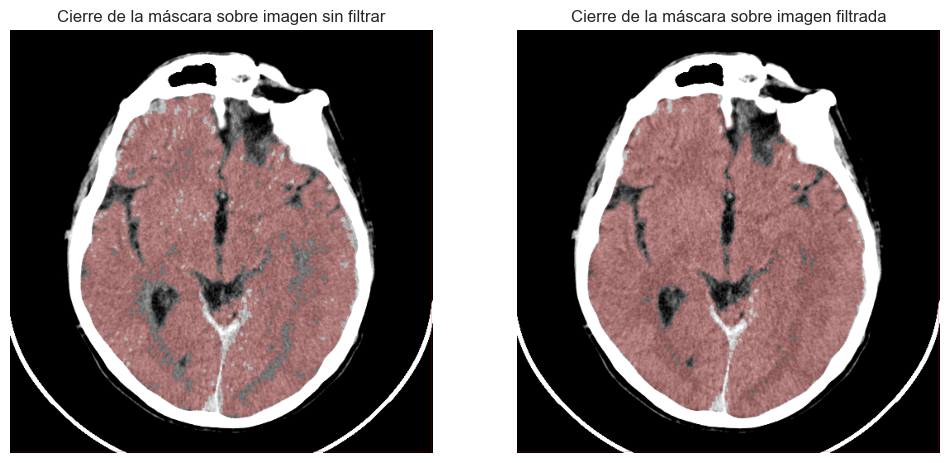 Cierre de la máscara sobre imagen sin filtrar
Cierre de la máscara sobre imagen filtrada